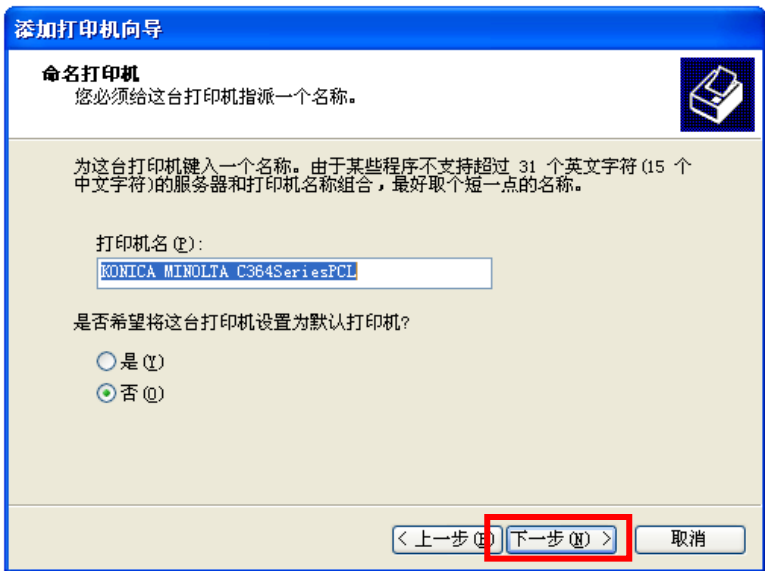 添加打印机向导
命名打印机
您必须给这台打印机指派一个名称。
为这台打印机键入一个名称。由于某些程序不支持超过 31 个英文字符(15 个
中文字符)的服务器和打印机名称组合，最好取个短一点的名称。
打印机名(P):
KONICA MINOLTA C364SeriesPCL
是否希望将这台打印机设置为默认打印机?
是(Y)
否(O)
< 上一步(B) 下一步(N) > 取消